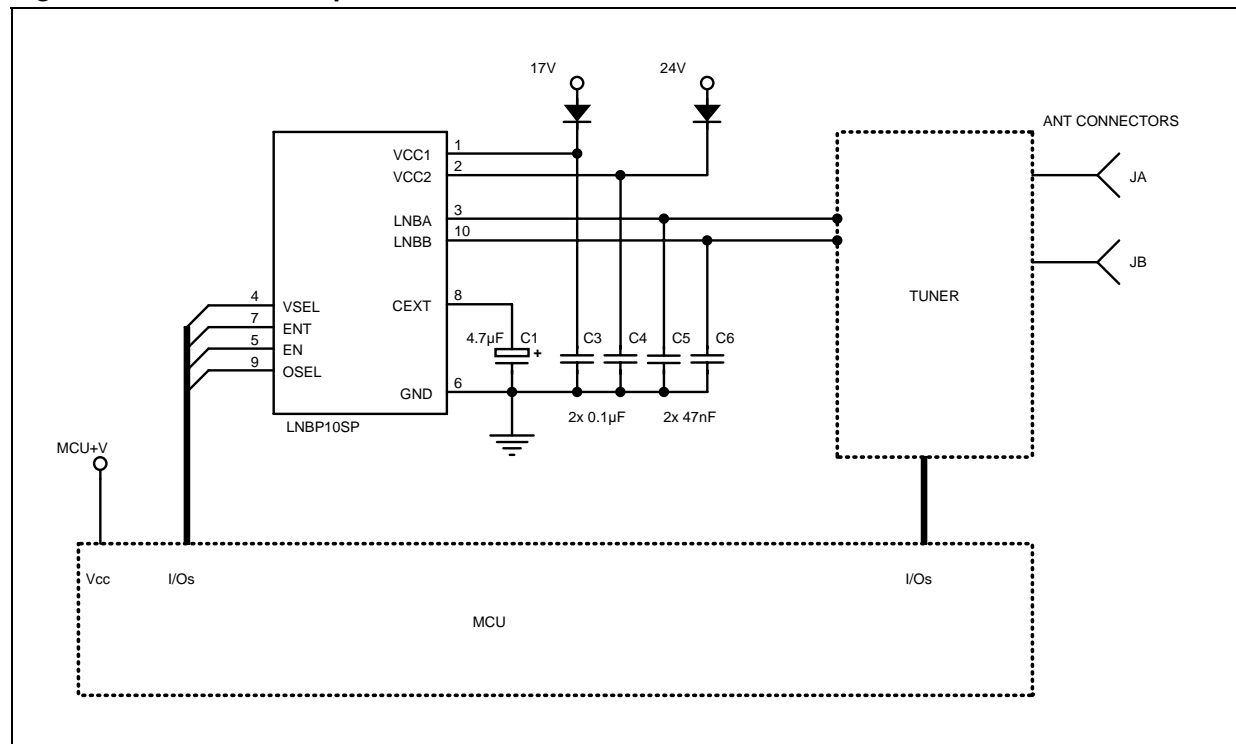 17V
24V
ANT CONNECTORS
VCC1
1
VCC2
2
JA
LNBA
3
LNBB
10
JB
TUNER
4
VSEL
CEXT
8
7
ENT
5
EN
4.7µF
C1
+
C3
C4
C5
C6
9
OSEL
GND
6
2x 0.1µF
2x 47nF
LNBP10SP
MCU+V
Vcc
I/Os
I/Os
MCU